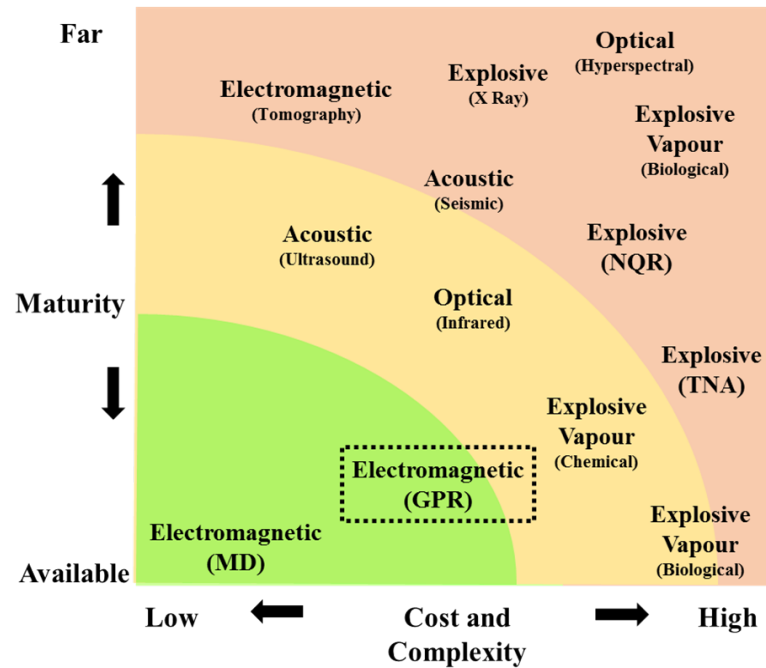 Far
Optical
(Hyperspectral)
Explosive
(X Ray)
Electromagnetic
(Tomography)
Explosive
Vapour
(Biological)
Acoustic
(Seismic)
Acoustic
(Ultrasound)
Explosive
(NQR)
Maturity
Optical
(Infrared)
Explosive
(TNA)
Explosive
Vapour
(Chemical)
Electromagnetic
(GPR)
Electromagnetic
(MD)
Explosive
Vapour
(Biological)
Available
Low
Cost and
Complexity
High